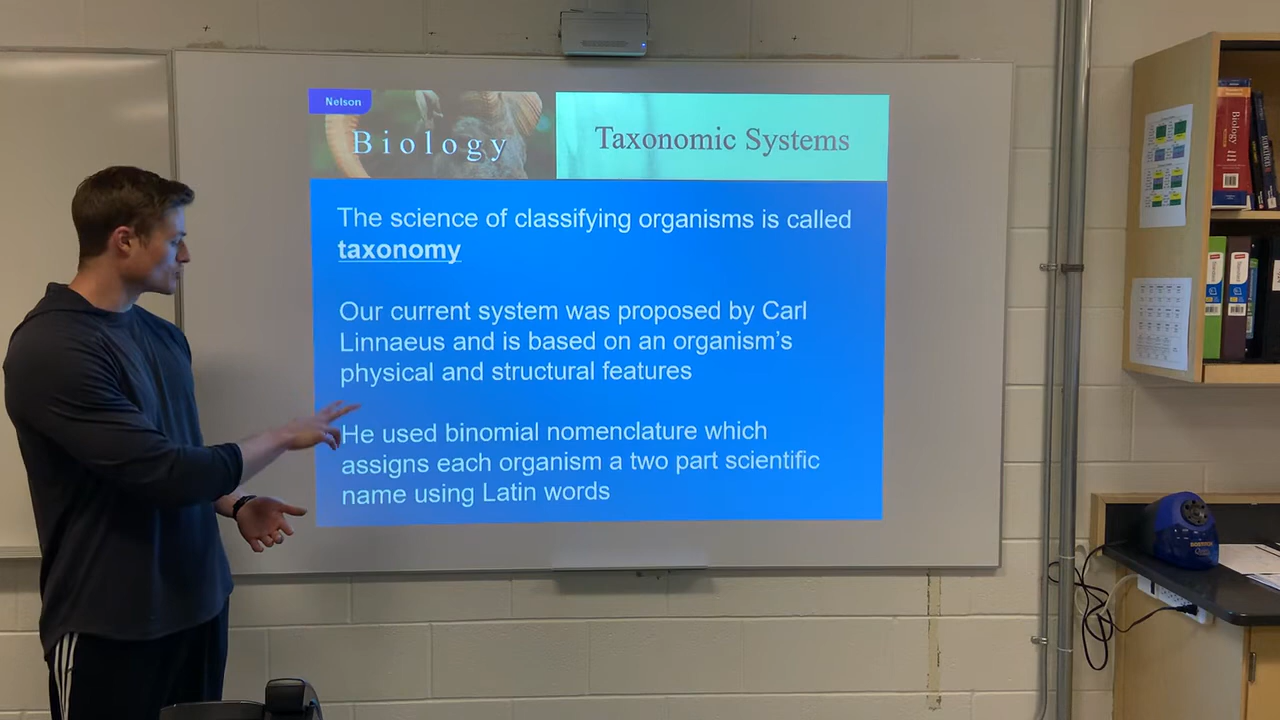 Nelson
Biology
Taxonomic Systems
The science of classifying organisms is called
taxonomy
Our current system was proposed by Carl
Linnaeus and is based on an organism's
physical and structural features
He used binomial nomenclature which
assigns each organism a two part scientific
name using Latin words
Biology
BOSTITCH